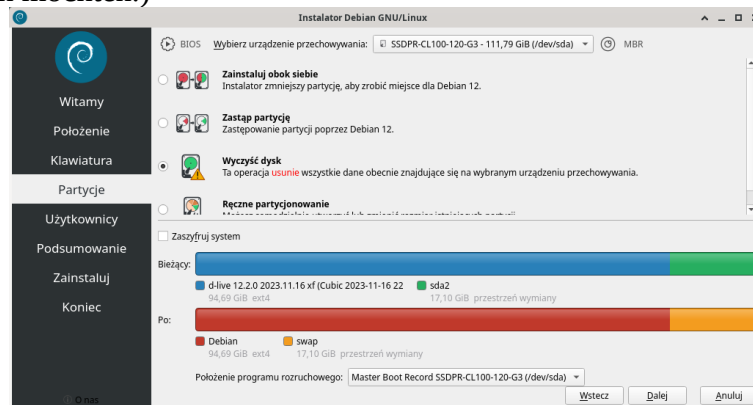 Instalator Debian GNU/Linux
BIOS Wybierz urządzenie przechowywania: SSDPR-CL100-120-G3 - 111,79 GiB (/dev/sda) MBR
Witamy
Położenie
Klawiatura
Partycje
Użytkownicy
Podsumowanie
Zainstaluj
Koniec
O nas
Zainstaluj obok siebie
Instalator zmniejszy partycję, aby zrobić miejsce dla Debian 12.
Zastąp partycję
Zastępowanie partycji poprzez Debian 12.
Wyczyść dysk
Ta operacja usunie wszystkie dane obecnie znajdujące się na wybranym urządzeniu przechowywania.
Ręczne partycjonowanie
Zaszyfruj system
Bieżący:
d-live 12.2.0 2023.11.16 xf (Cubic 2023-11-16 22 sda2
94,69 GiB ext4 17,10 GiB przestrzeń wymiany
Po:
Debian swap
94,69 GiB ext4 17,10 GiB przestrzeń wymiany
Położenie programu rozruchowego: Master Boot Record SSDPR-CL100-120-G3 (/dev/sda)
Wstecz Dalej Anuluj